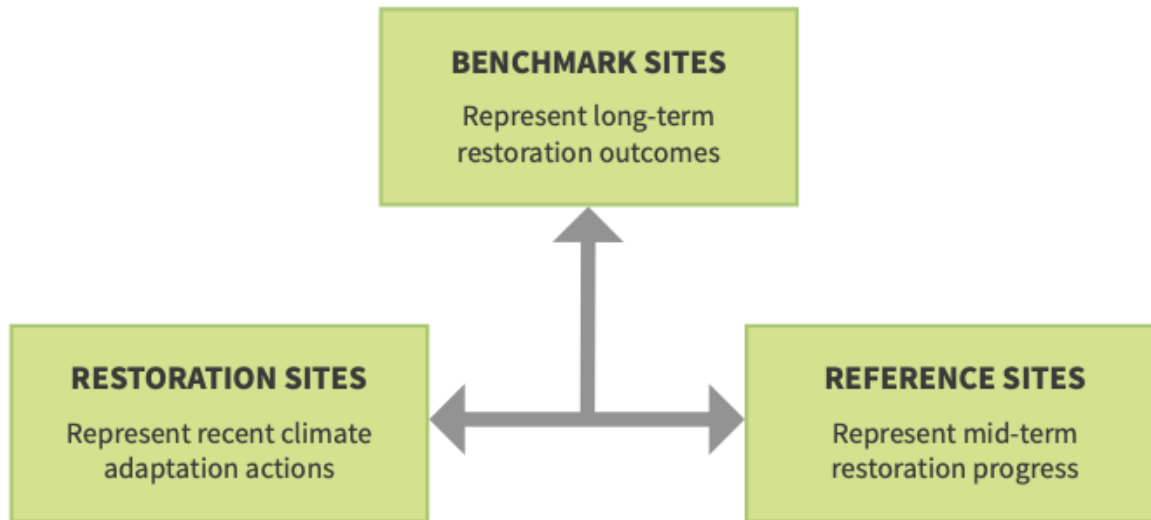 BENCHMARK SITES
Represent long-term
restoration outcomes
RESTORATION SITES
Represent recent climate
adaptation actions
REFERENCE SITES
Represent mid-term
restoration progress